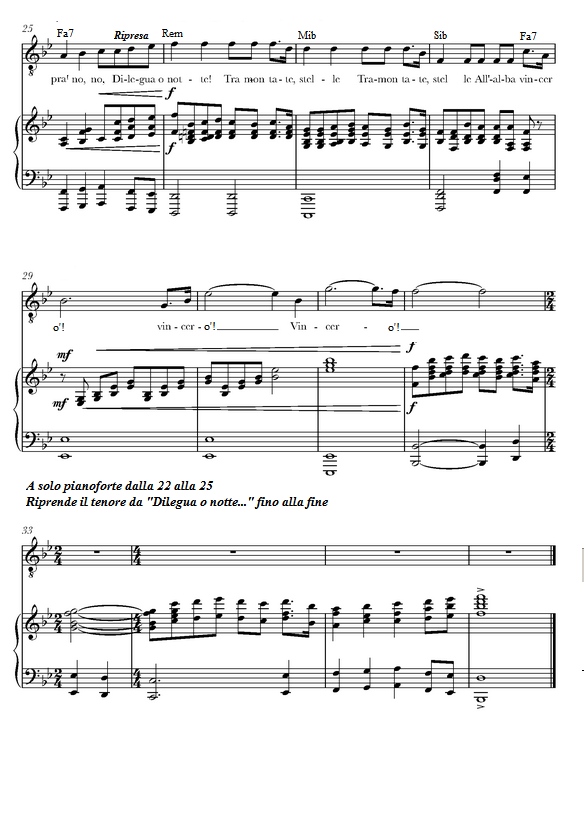 25
Fa7 Ripresa Rem Mib Sib Fa7
pra! no, no, Di-le-gua o not-te! Tra mon ta-te, stel - le Tra-mon ta-te, stel le All'-al-ba vin-cer
f
f
29
o'! vin-cer-o'! Vin-cer - o'!
mf f
mf f
A solo pianoforte dalla 22 alla 25
Riprende il tenore da "Dilegua o notte..." fino alla fine
33